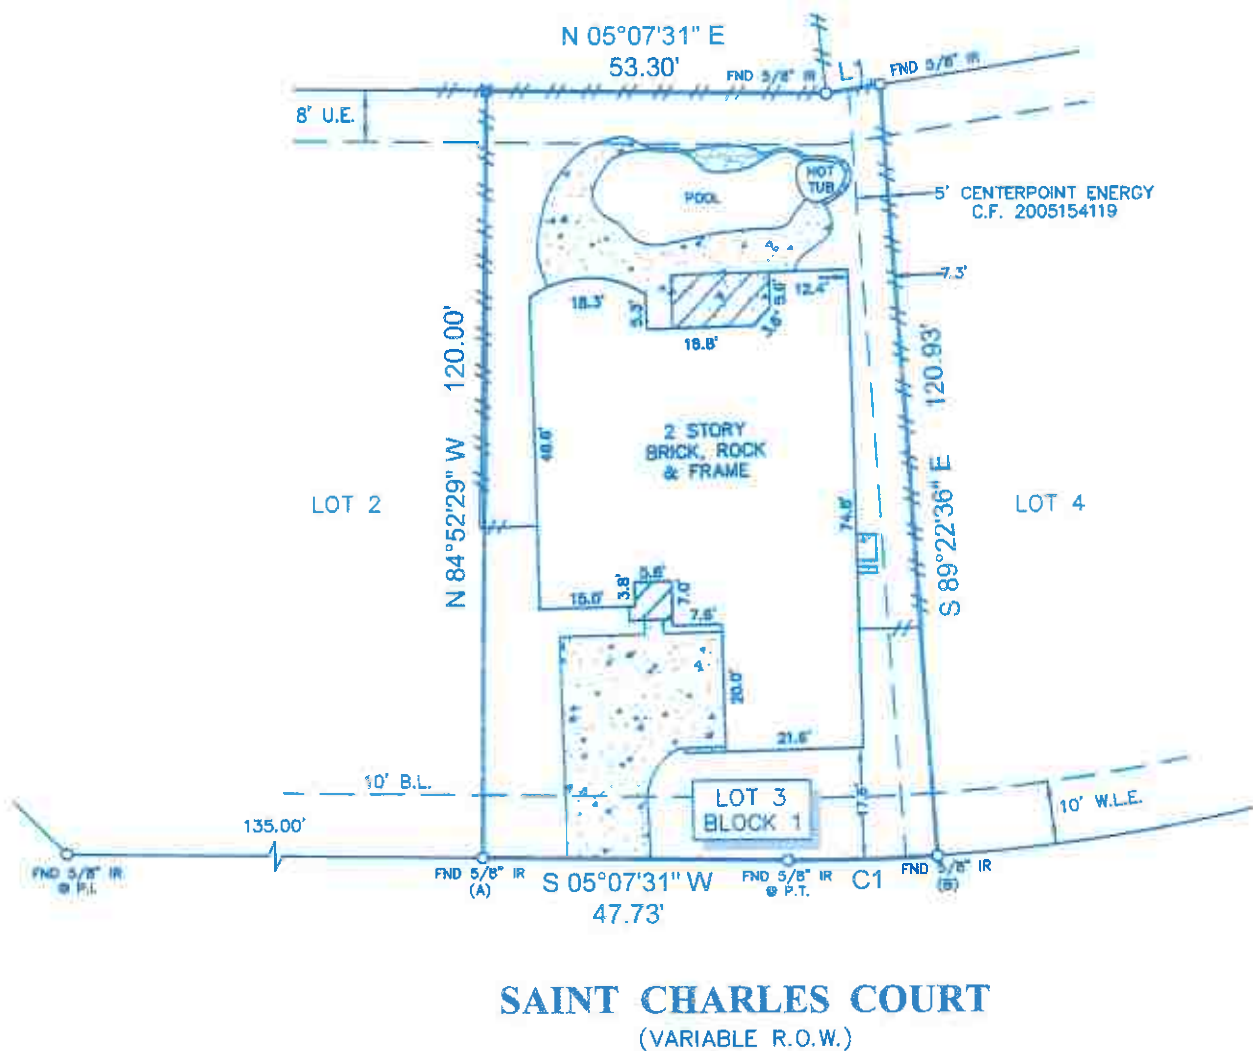 N 05°07'31" E
53.30'
FND 5/8" IR
L1
FND 5/8" IR
8' U.E.
HOT
TUB
POOL
5' CENTERPOINT ENERGY
C.F. 2005154119
7.3'
18.3'
5.3'
12.4'
18.8'
3.6'
120.00'
N 84°52'29" W
120.93'
S 89°22'36" E
2 STORY
BRICK, ROCK
& FRAME
48.6'
74.8'
LOT 2
LOT 4
5.6'
3.8'
7.0'
15.0'
7.6'
20.0'
21.6'
17.6'
10' B.L.
LOT 3
BLOCK 1
10' W.L.E.
135.00'
FND 5/8" IR
@ P.I.
FND 5/8" IR
(A)
S 05°07'31" W
47.73'
FND 5/8" IR
@ P.T.
C1
FND 5/8" IR
(B)
SAINT CHARLES COURT
(VARIABLE R.O.W.)